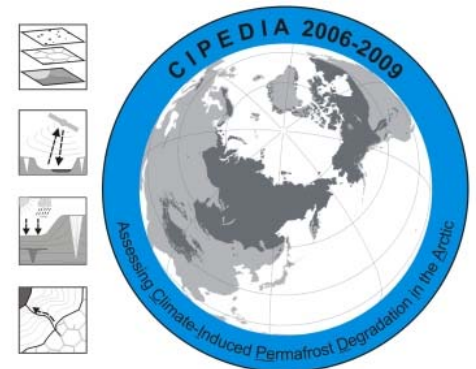 CIPEDIA 2006-2009
Assessing Climate-Induced Permafrost Degradation In the Arctic